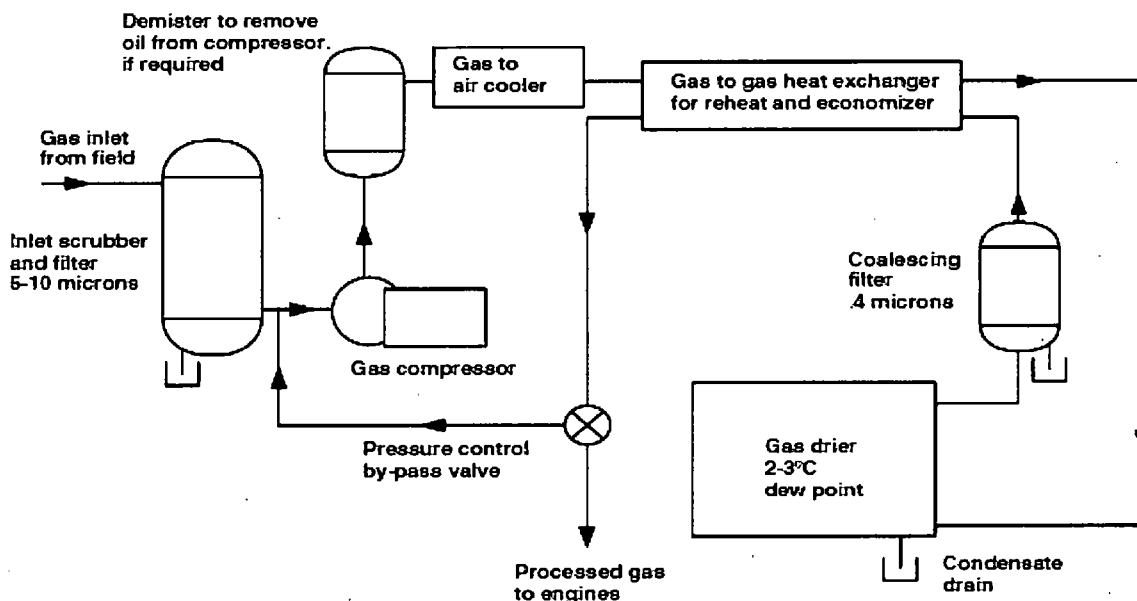 Demister to remove
oil from compressor.
if required
Gas to
air cooler
Gas to gas heat exchanger
for reheat and economizer
Gas inlet
from field
Inlet scrubber
and filter
5-10 microns
Gas compressor
Coalescing
filter
.4 microns
Pressure control
by-pass valve
Gas drier
2-3°C
dew point
Processed gas
to engines
Condensate
drain